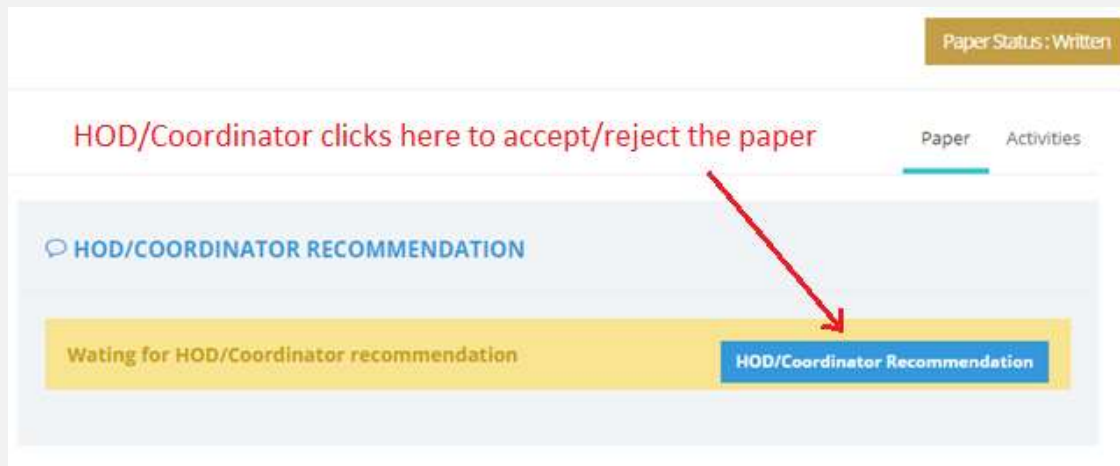 Paper Status : Written
HOD/Coordinator clicks here to accept/reject the paper
Paper Activities
HOD/COORDINATOR RECOMMENDATION
Wating for HOD/Coordinator recommendation
HOD/Coordinator Recommendation